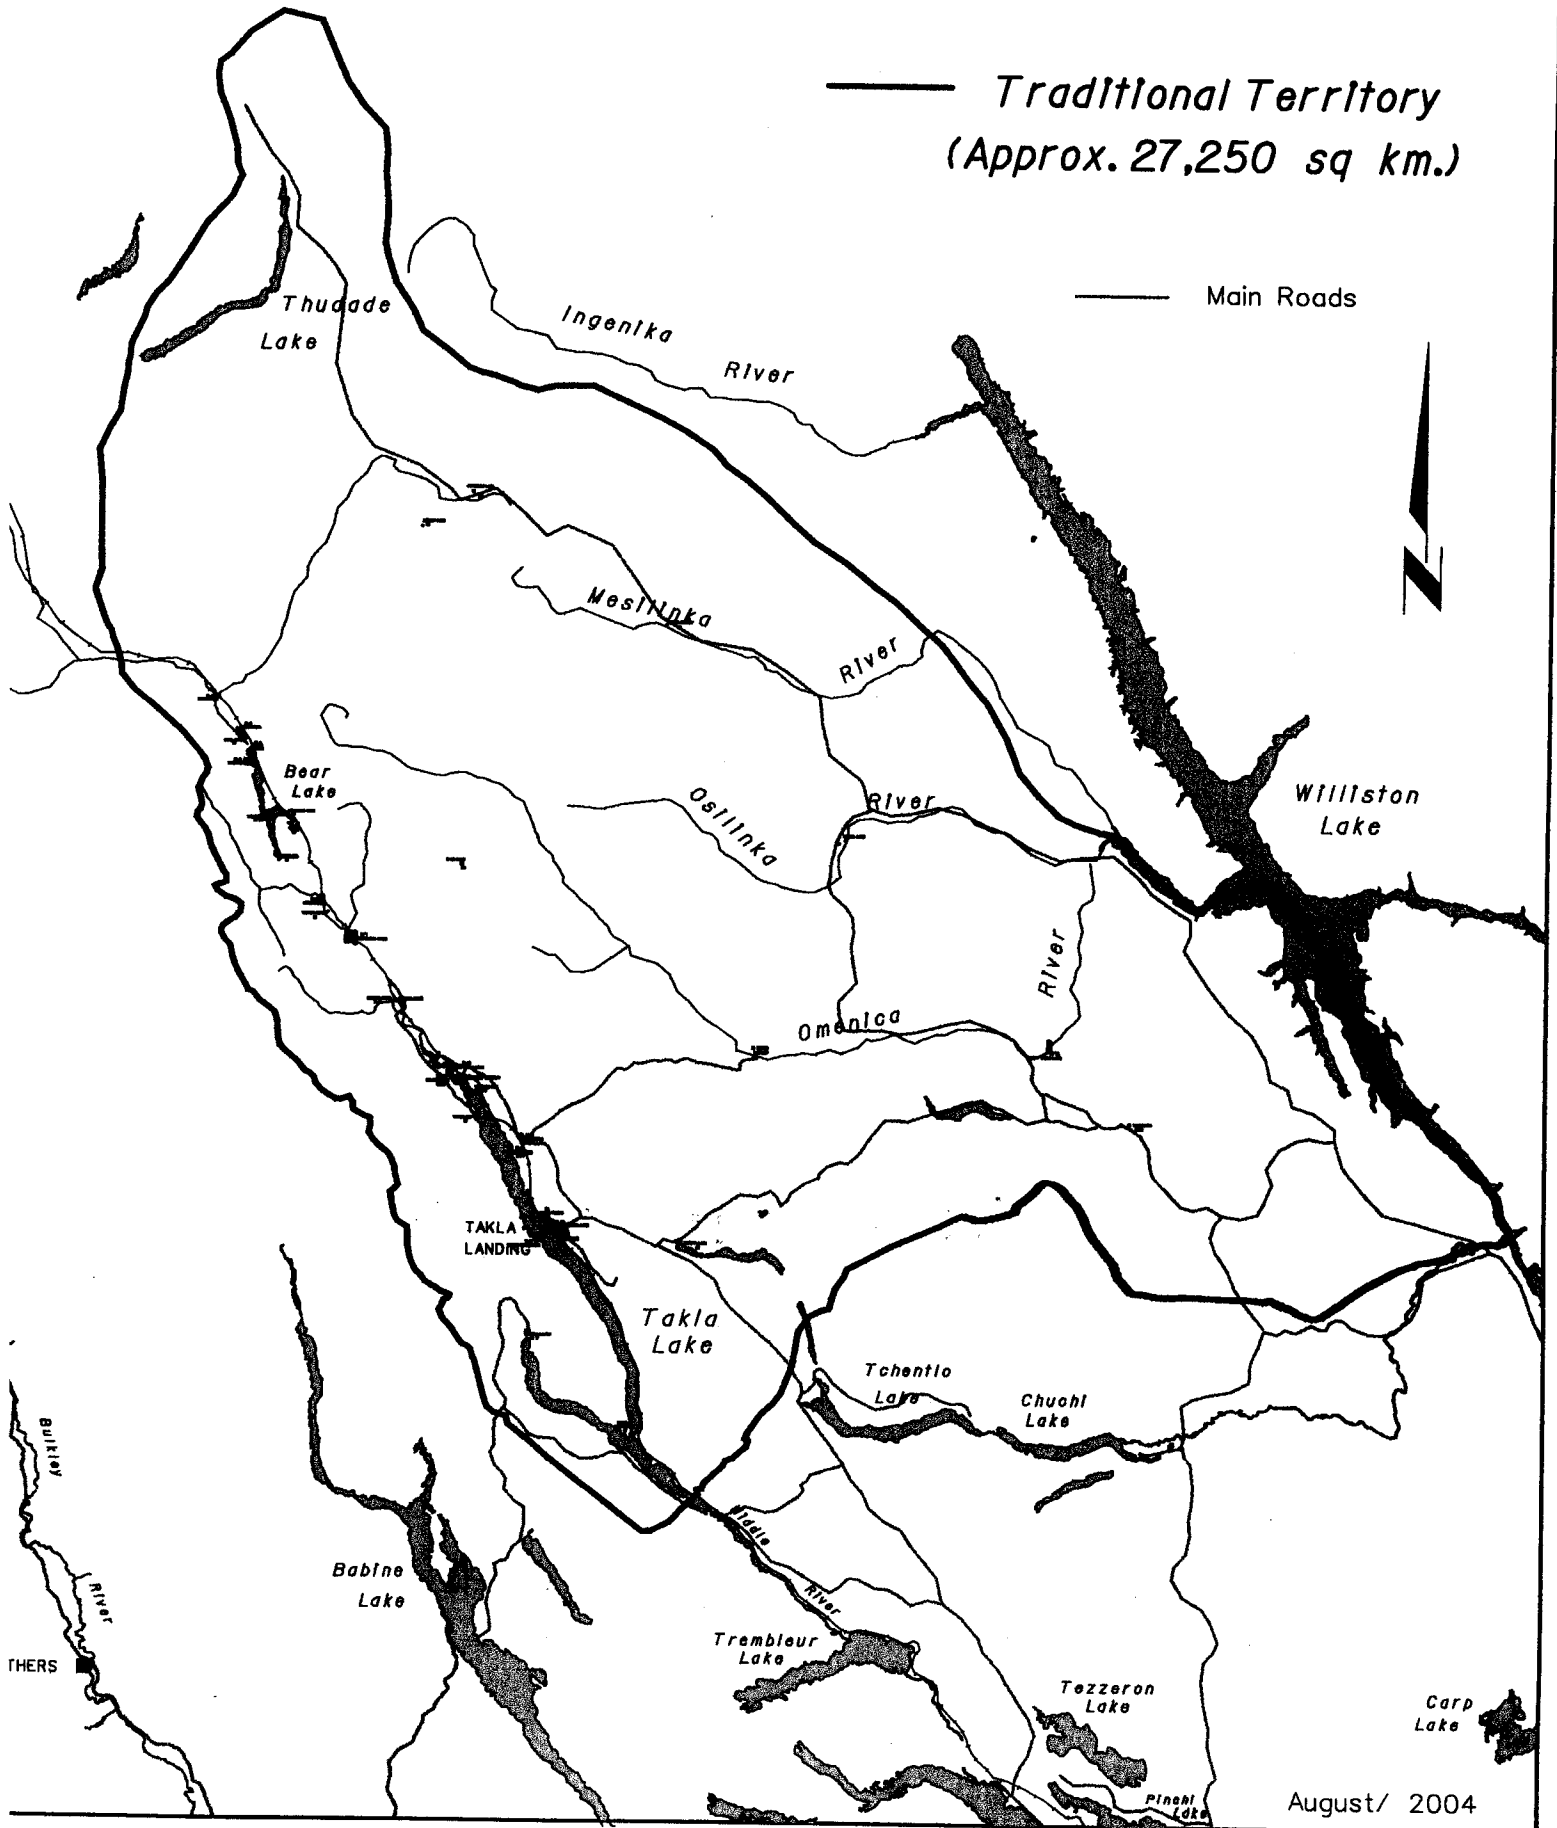 Traditional Territory
(Approx. 27,250 sq km.)
Main Roads
Thudade
Lake
Ingenika
River
Mesilinka
River
Bear
Lake
Osilinka
River
Williston
Lake
River
Omenica
TAKLA
LANDING
Takla
Lake
Tchentlo
Lake
Chuchi
Lake
Bulkley
River
Middle
River
Babine
Lake
Trembleur
Lake
THERS
Tezzeron
Lake
Carp
Lake
Pinchi
Lake
August/ 2004
N